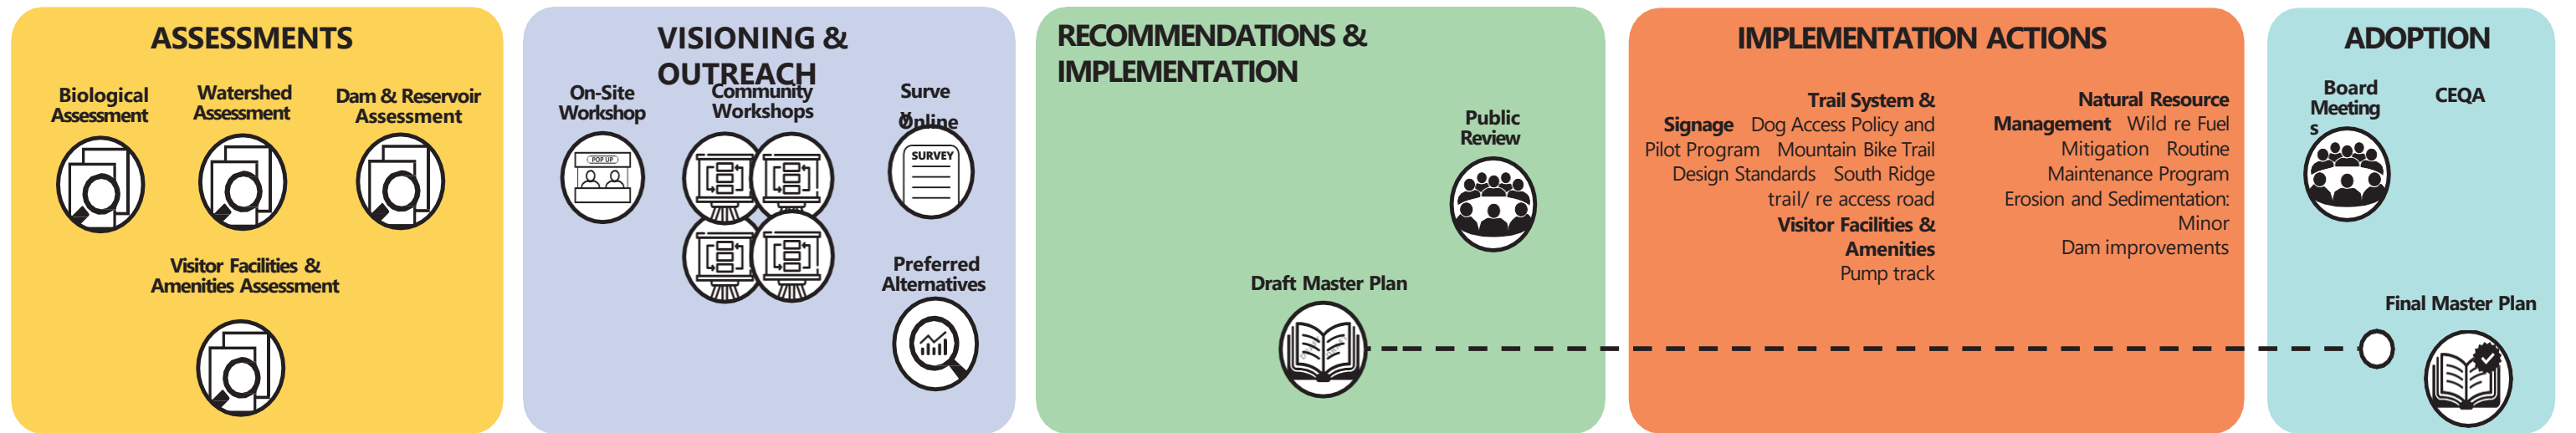 ASSESSMENTS
Biological
Assessment
Watershed
Assessment
Dam & Reservoir
Assessment
Visitor Facilities &
Amenities Assessment
VISIONING &
OUTREACH
On-Site
Workshop
POP UP
Community
Workshops
Surve
y
Online
SURVEY
Preferred
Alternatives
RECOMMENDATIONS &
IMPLEMENTATION
Public
Review
Draft Master Plan
IMPLEMENTATION ACTIONS
Trail System &
Signage Dog Access Policy and
Pilot Program Mountain Bike Trail
Design Standards South Ridge
trail/ re access road
Visitor Facilities &
Amenities
Pump track
Natural Resource
Management Wild re Fuel
Mitigation Routine
Maintenance Program
Erosion and Sedimentation:
Minor
Dam improvements
ADOPTION
Board
Meeting
s
CEQA
Final Master Plan